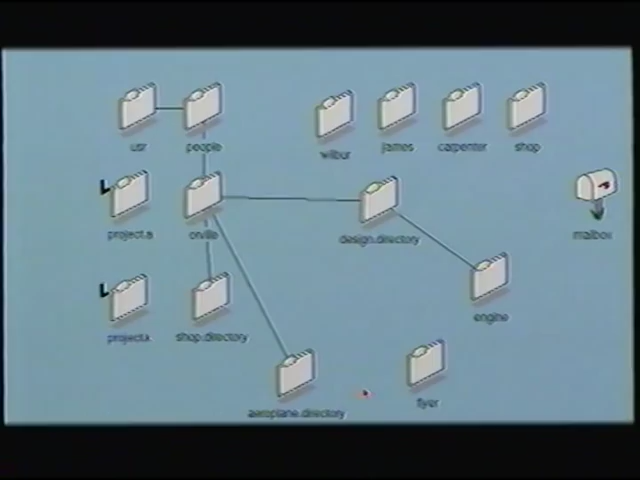 usr
people
wilbur
james
carpenter
shop
project.a
orville
design.directory
mailbox
engine
shop.directory
aeroplane.directory
flyer